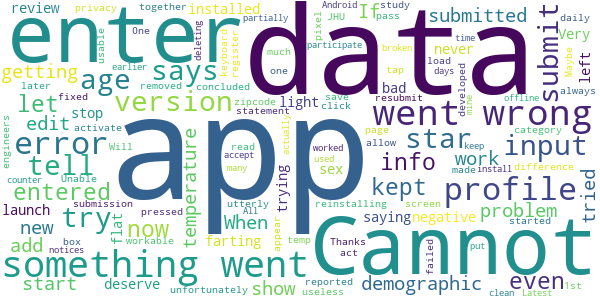 privacy together installed
review One
later
usable
deleting
earlier
keyboard
register
enter
data
partially
Android JHU
pixel
If
pass
study
submitted
participate
broken
Maybe
tap
much
one
never
Very
load
days
mine
getting
says
age
removed concluded
zipcode
light
save
click
bad
resubmit
developed
offline
always
left
submit
version
let
fixed
stop
statement
edit
activate
engineers
error
tell
counter
Unable
Will
submission
temperature
app
read
accept
many
worked
used
actually
All
trying
sex
went wrong
star
info
work
page
allow
keep
made
category
input
install
difference
screen
entered
launch
new
box
notices
pressed
try
now
flat
utterly
workable
When
farting
reinstalling
temp
appear
kept
saying
negative
profile
problem
tried
started
put
add
something went
Cannot
Thanks
act
failed
demographic
reported
useless
start
deserve
unfortunately
show
even
clean
Latest
1st